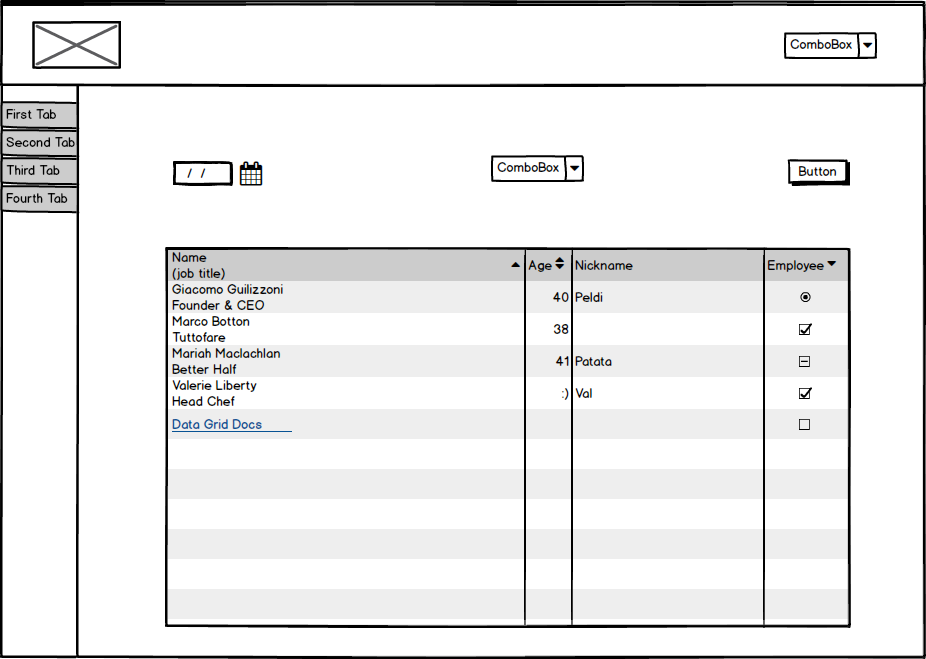 ComboBox
First Tab
Second Tab
Third Tab
Fourth Tab
/ /
ComboBox
Button
Name
(job title)
Age
Nickname
Employee
Giacomo Guilizzoni
Founder & CEO
40
Peldi
Marco Botton
Tuttofare
38
Mariah Maclachlan
Better Half
41
Patata
Valerie Liberty
Head Chef
:)
Val
Data Grid Docs